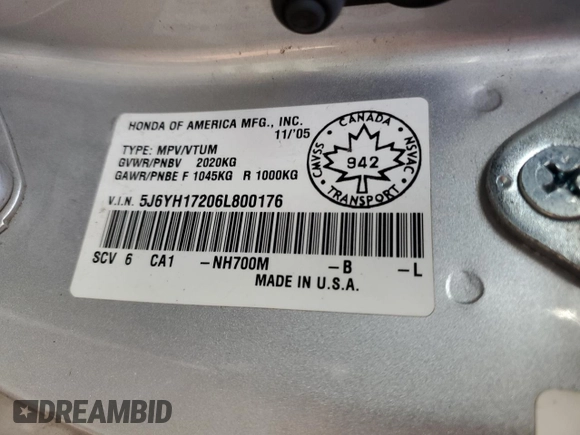 HONDA OF AMERICA MFG., INC.
11/'05
TYPE: MPV/VTUM
GVWR/PNBV 2020KG
GAWR/PNBE F 1045KG R 1000KG
V.I.N. 5J6YH17206L800176
SCV 6 CA1 -NH700M -B -L
MADE IN U.S.A.
CANADA
CMVSS 942 NSVAC
TRANSPORT
DREAMBID